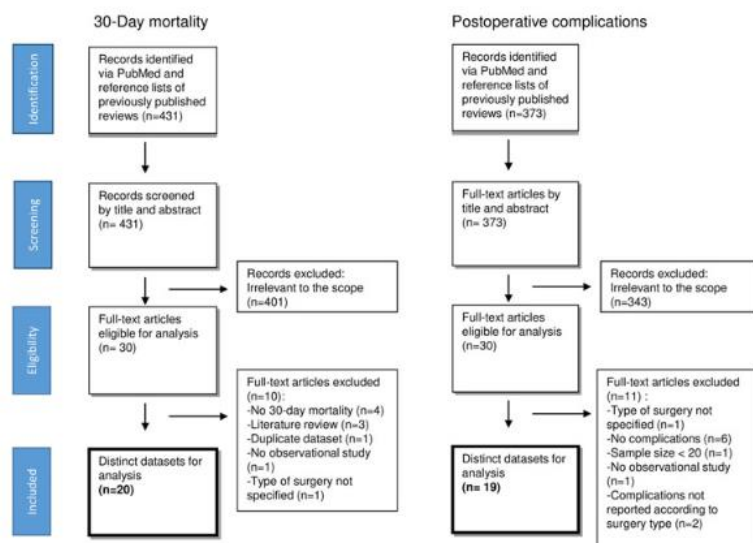 30-Day mortality
Postoperative complications
Identification
Records identified
via PubMed and
reference lists of
previously published
reviews (n=431)
Records identified
via PubMed and
reference lists of
previously published
reviews (n=373)
Screening
Records screened
by title and abstract
(n= 431)
Full-text articles by
title and abstract
(n= 373)
Records excluded:
Irrelevant to the scope
(n=401)
Records excluded:
Irrelevant to the scope
(n=343)
Eligibility
Full-text articles
eligible for analysis
(n= 30)
Full-text articles
eligible for analysis
(n=30)
Full-text articles excluded
(n=10):
-No 30-day mortality (n=4)
-Literature review (n=3)
-Duplicate dataset (n=1)
-No observational study
(n=1)
-Type of surgery not
specified (n=1)
Full-text articles excluded
(n=11) :
-Type of surgery not
specified (n=1)
-No complications (n=6)
-Sample size < 20 (n=1)
-No observational study
(n=1)
-Complications not
reported according to
surgery type (n=2)
Included
Distinct datasets for
analysis
(n=20)
Distinct datasets for
analysis
(n= 19)